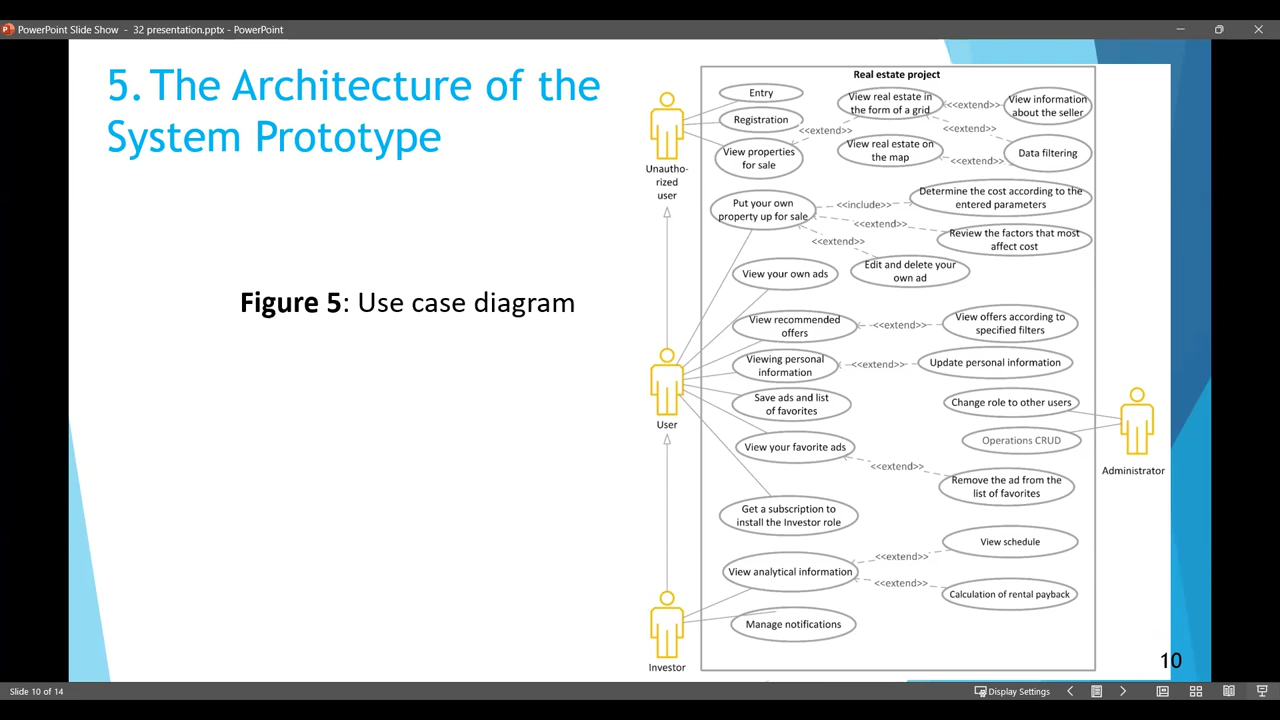 PowerPoint Slide Show - 32 presentation.pptx - PowerPoint
5. The Architecture of the
System Prototype
Figure 5: Use case diagram
Real estate project
Unautho-
rized
user
User
Investor
Administrator
Entry
Registration
View properties
for sale
<<extend>>
View real estate in
the form of a grid
<<extend>>
View information
about the seller
<<extend>>
View real estate on
the map
<<extend>>
Data filtering
Put your own
property up for sale
<<include>>
Determine the cost according to the
entered parameters
<<extend>>
Review the factors that most
affect cost
<<extend>>
Edit and delete your
own ad
View your own ads
View recommended
offers
<<extend>>
View offers according to
specified filters
Viewing personal
information
<<extend>>
Update personal information
Save ads and list
of favorites
Change role to other users
Operations CRUD
View your favorite ads
<<extend>>
Remove the ad from the
list of favorites
Get a subscription to
install the Investor role
View analytical information
<<extend>>
View schedule
<<extend>>
Calculation of rental payback
Manage notifications
10
Slide 10 of 14
Display Settings